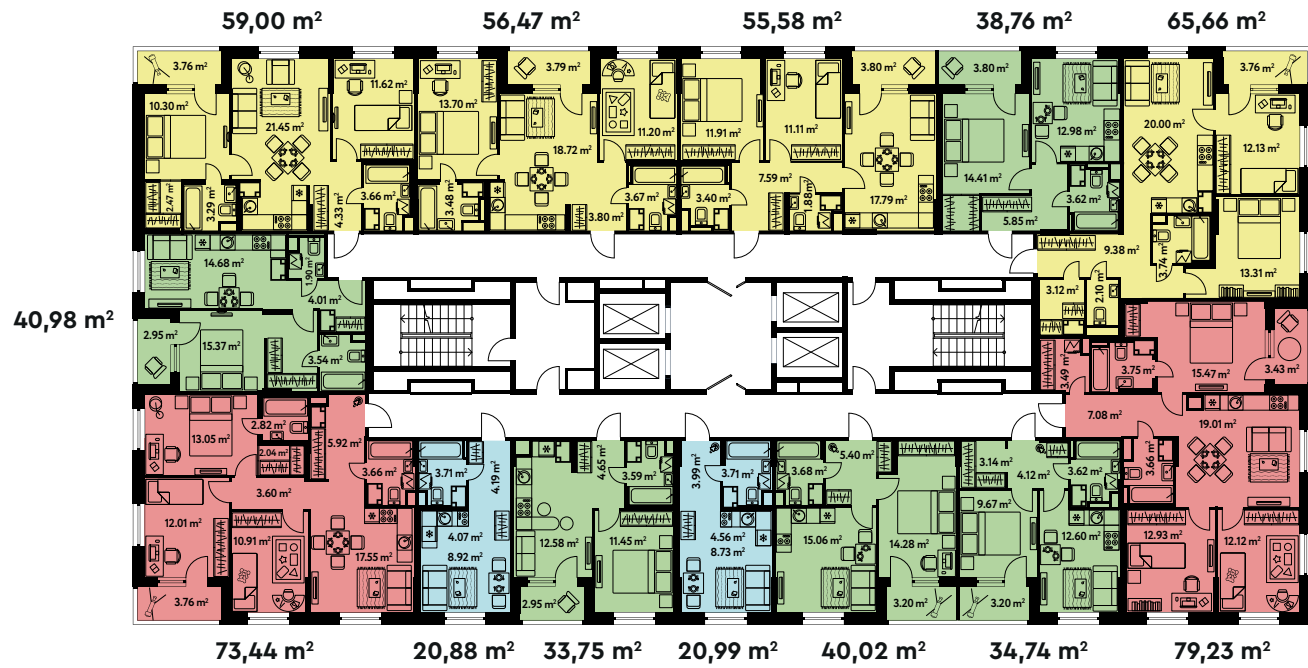 59,00 m²
56,47 m²
55,58 m²
38,76 m²
65,66 m²
3.76 m²
11.62 m²
10.30 m²
21.45 m²
2.47 m²
3.29 m²
4.33 m²
3.66 m²
3.79 m²
13.70 m²
18.72 m²
11.20 m²
3.48 m²
3.80 m²
3.67 m²
3.80 m²
11.91 m²
11.11 m²
7.59 m²
3.40 m²
1.88 m²
17.79 m²
3.80 m²
12.98 m²
14.41 m²
3.62 m²
5.85 m²
3.76 m²
20.00 m²
12.13 m²
9.38 m²
3.74 m²
13.31 m²
3.12 m²
2.10 m²
40,98 m²
14.68 m²
1.90 m²
4.01 m²
2.95 m²
15.37 m²
3.54 m²
3.49 m²
3.75 m²
15.47 m²
3.43 m²
7.08 m²
19.01 m²
3.66 m²
12.93 m²
12.12 m²
13.05 m²
2.82 m²
5.92 m²
2.04 m²
3.66 m²
3.60 m²
12.01 m²
10.91 m²
17.55 m²
3.76 m²
3.71 m²
4.19 m²
4.07 m²
8.92 m²
4.65 m²
3.59 m²
12.58 m²
11.45 m²
2.95 m²
3.99 m²
3.71 m²
4.56 m²
8.73 m²
3.68 m²
5.40 m²
15.06 m²
14.28 m²
3.20 m²
3.14 m²
4.12 m²
3.62 m²
9.67 m²
12.60 m²
3.20 m²
73,44 m²
20,88 m²
33,75 m²
20,99 m²
40,02 m²
34,74 m²
79,23 m²